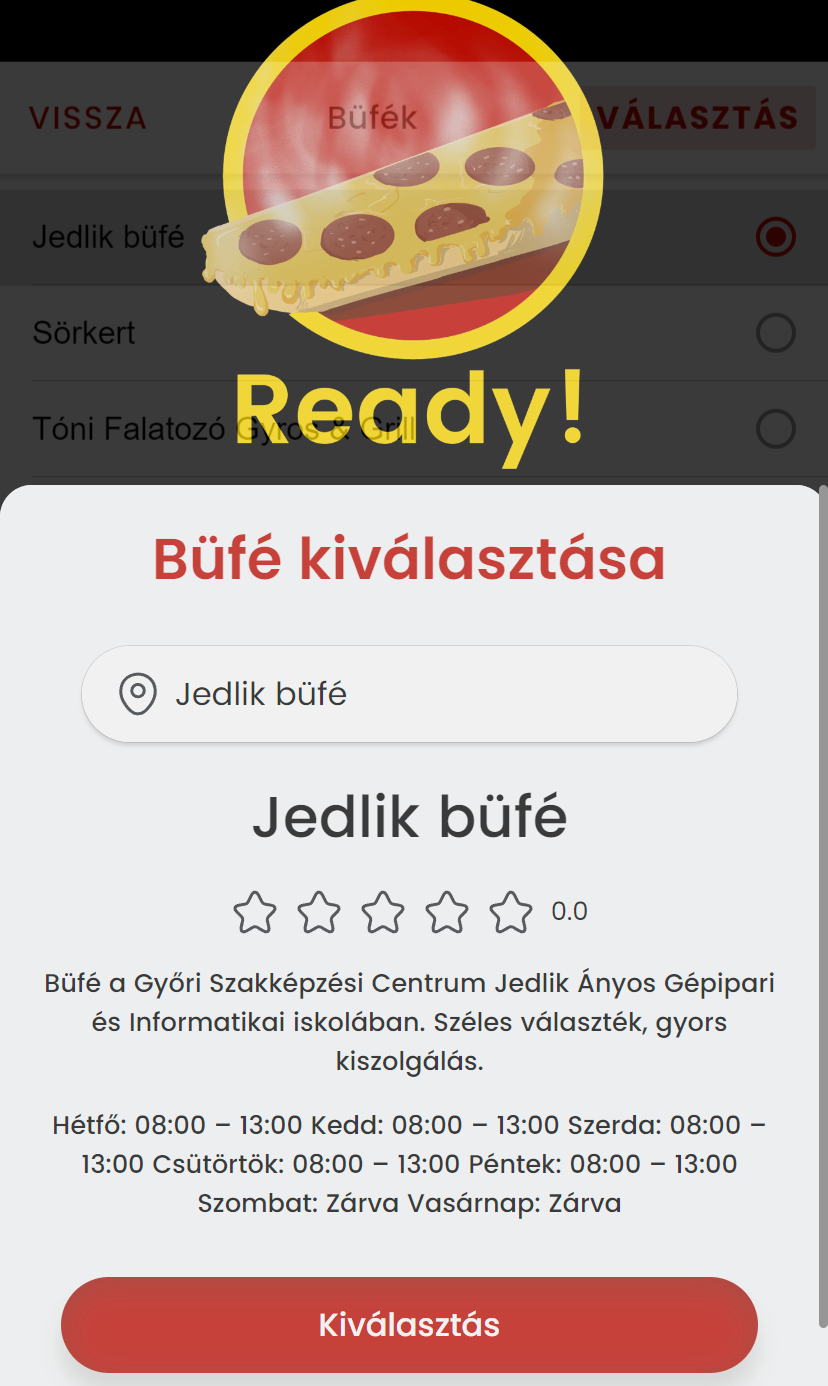 VISSZA
Büfék
VÁLASZTÁS
Jedlik büfé
Sörkert
Tóni Falatozó Gyros & Grill
Ready!
Büfé kiválasztása
Jedlik büfé
Jedlik büfé
0.0
Büfé a Győri Szakképzési Centrum Jedlik Ányos Gépipari
és Informatikai iskolában. Széles választék, gyors
kiszolgálás.
Hétfő: 08:00 – 13:00 Kedd: 08:00 – 13:00 Szerda: 08:00 –
13:00 Csütörtök: 08:00 – 13:00 Péntek: 08:00 – 13:00
Szombat: Zárva Vasárnap: Zárva
Kiválasztás